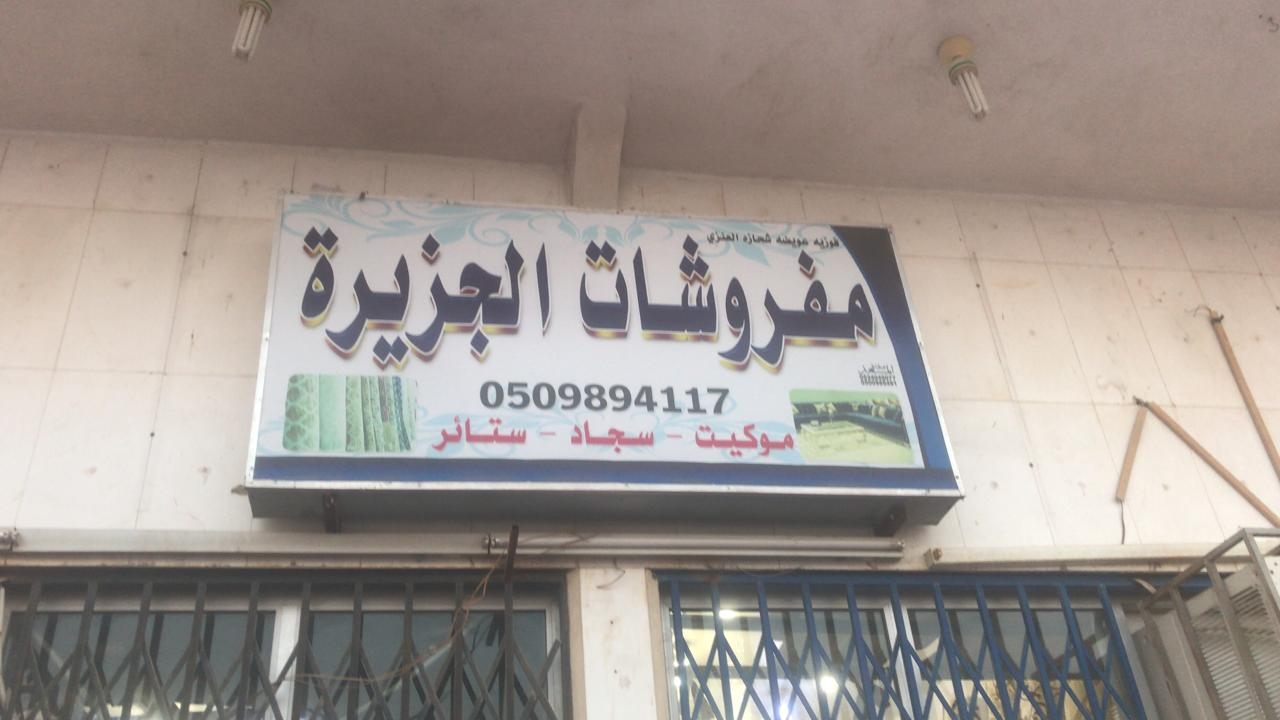 فوزيه عويضه شحاذه العنزي
مفروشات الجزيرة
0509894117
موكيت - سجاد - ستائر